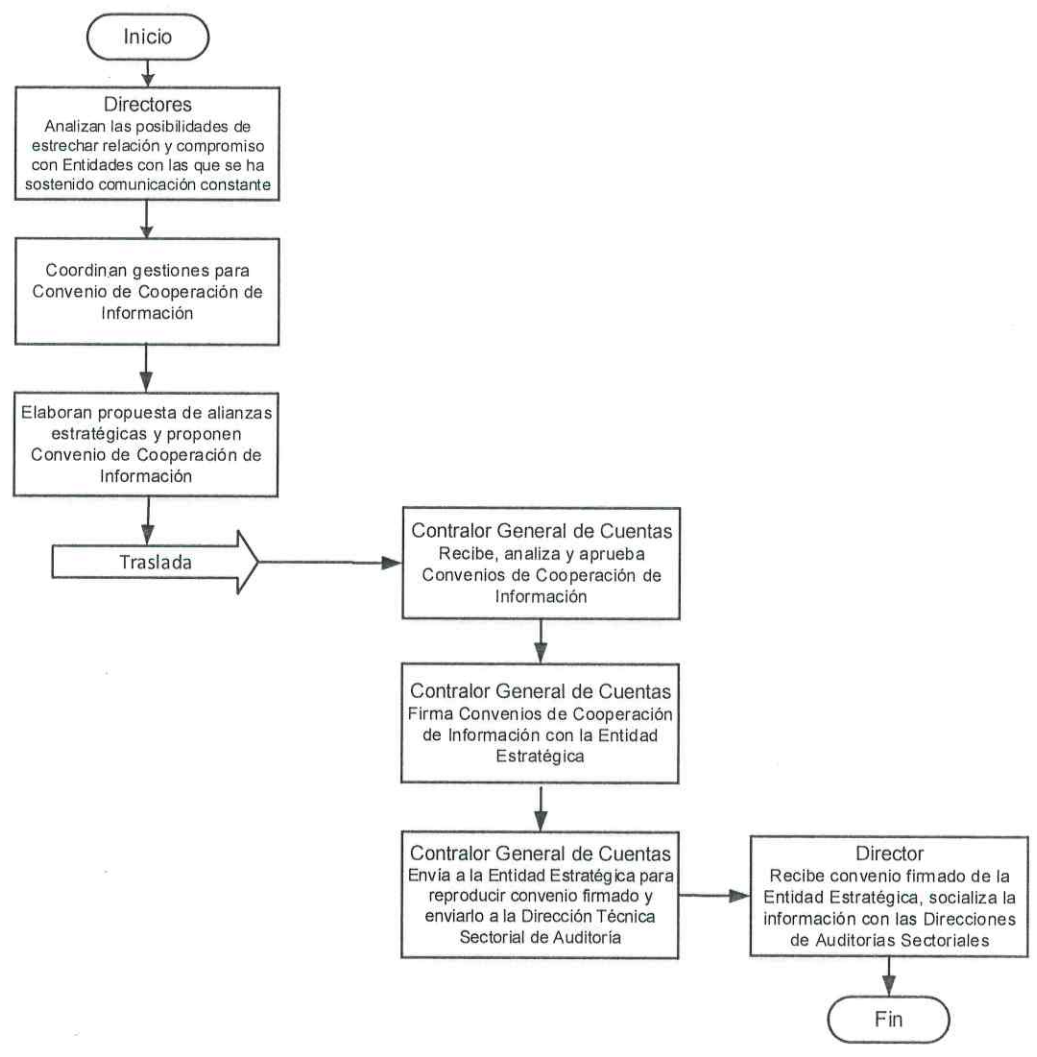 Inicio
Directores
Analizan las posibilidades de
estrechar relación y compromiso
con Entidades con las que se ha
sostenido comunicación constante
Coordinan gestiones para
Convenio de Cooperación de
Información
Elaboran propuesta de alianzas
estratégicas y proponen
Convenio de Cooperación de
Información
Traslada
Contralor General de Cuentas
Recibe, analiza y aprueba
Convenios de Cooperación de
Información
Contralor General de Cuentas
Firma Convenios de Cooperación
de Información con la Entidad
Estratégica
Contralor General de Cuentas
Envía a la Entidad Estratégica para
reproducir convenio firmado y
enviarlo a la Dirección Técnica
Sectorial de Auditoría
Director
Recibe convenio firmado de la
Entidad Estratégica, socializa la
información con las Direcciones
de Auditorías Sectoriales
Fin